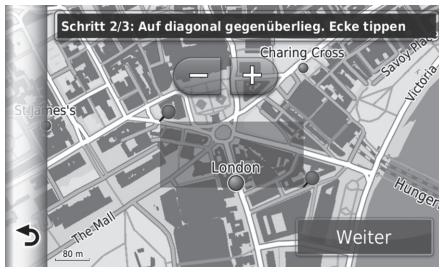 Schritt 2/3: Auf diagonal gegenüberlieg. Ecke tippen
Charing Cross
Savoy Place
Victoria
St James's
London
Hunger
The Mall
80 m
Weiter